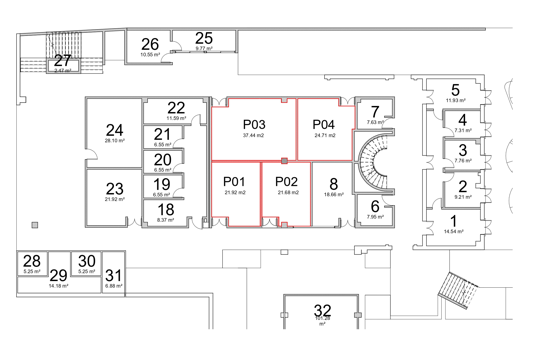 26
10.55 m²
25
9.77 m²
27
2.47 m²
5
11.93 m²
22
11.59 m²
24
28.10 m²
P03
37.44 m2
P04
24.71 m2
7
7.63 m²
4
7.31 m²
21
6.55 m²
3
7.76 m²
20
6.55 m²
23
21.92 m²
19
6.55 m²
P01
21.92 m2
P02
21.68 m2
8
18.66 m²
2
9.21 m²
18
8.37 m²
6
7.95 m²
1
14.54 m²
28
5.25 m²
29
14.18 m²
30
5.25 m²
31
6.88 m²
32
101.28
m²